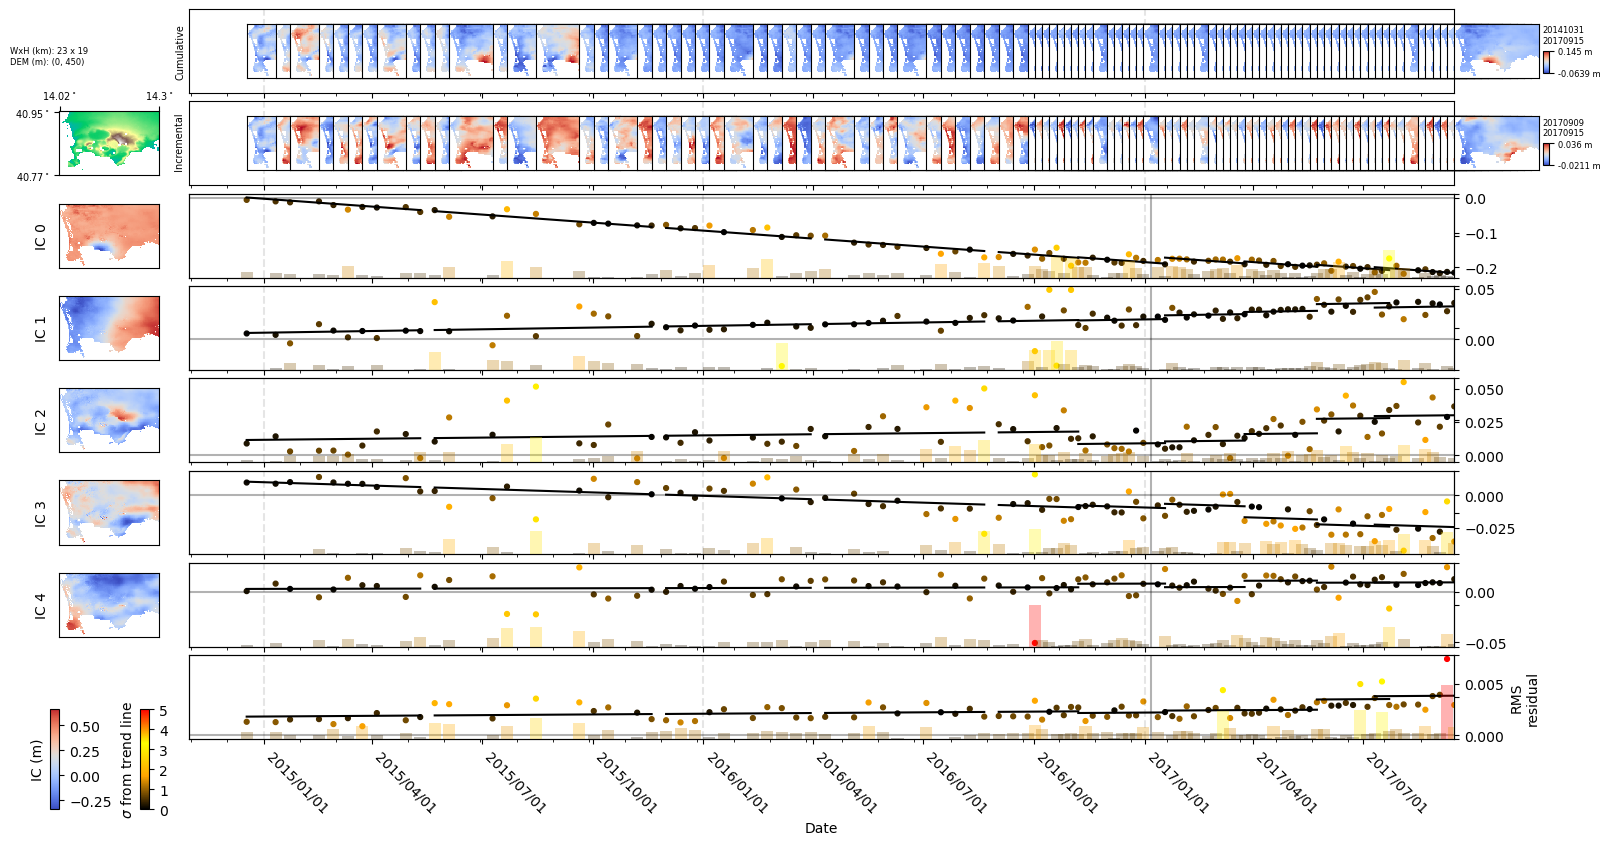 WxH (km): 23 x 19
DEM (m): (0, 450)
Cumulative
20141031
20170915
0.145 m
-0.0639 m
14.02°
14.3°
40.95°
40.77°
Incremental
20170909
20170915
0.036 m
-0.0211 m
IC 0
0.0
−0.1
−0.2
IC 1
0.05
0.00
IC 2
0.050
0.025
0.000
IC 3
0.000
−0.025
IC 4
0.00
−0.05
0.005
0.000
RMS
residual
IC (m)
0.50
0.25
0.00
−0.25
σ from trend line
5
4
3
2
1
0
2015/01/01
2015/04/01
2015/07/01
2015/10/01
2016/01/01
2016/04/01
2016/07/01
2016/10/01
2017/01/01
2017/04/01
2017/07/01
Date